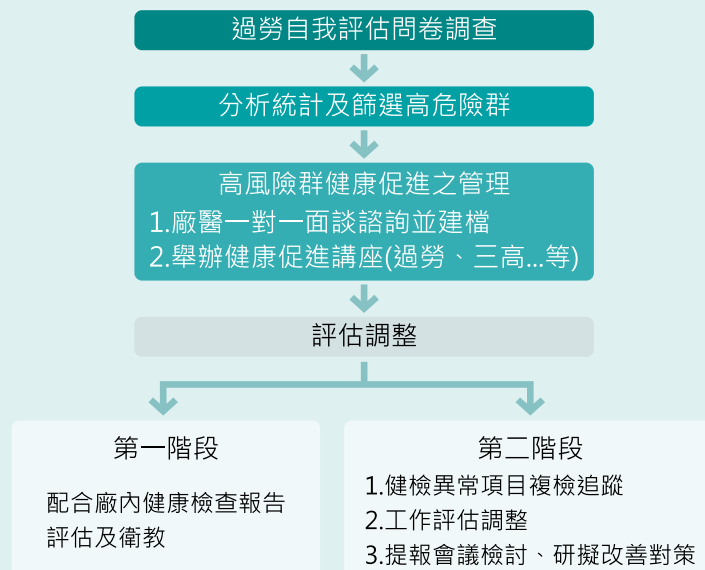 過勞自我評估問卷調查
分析統計及篩選高危險群
高風險群健康促進之管理
1.廠醫一對一面談諮詢並建檔
2.舉辦健康促進講座(過勞、三高...等)
評估調整
第一階段
配合廠內健康檢查報告
評估及衛教
第二階段
1.健檢異常項目複檢追蹤
2.工作評估調整
3.提報會議檢討、研擬改善對策